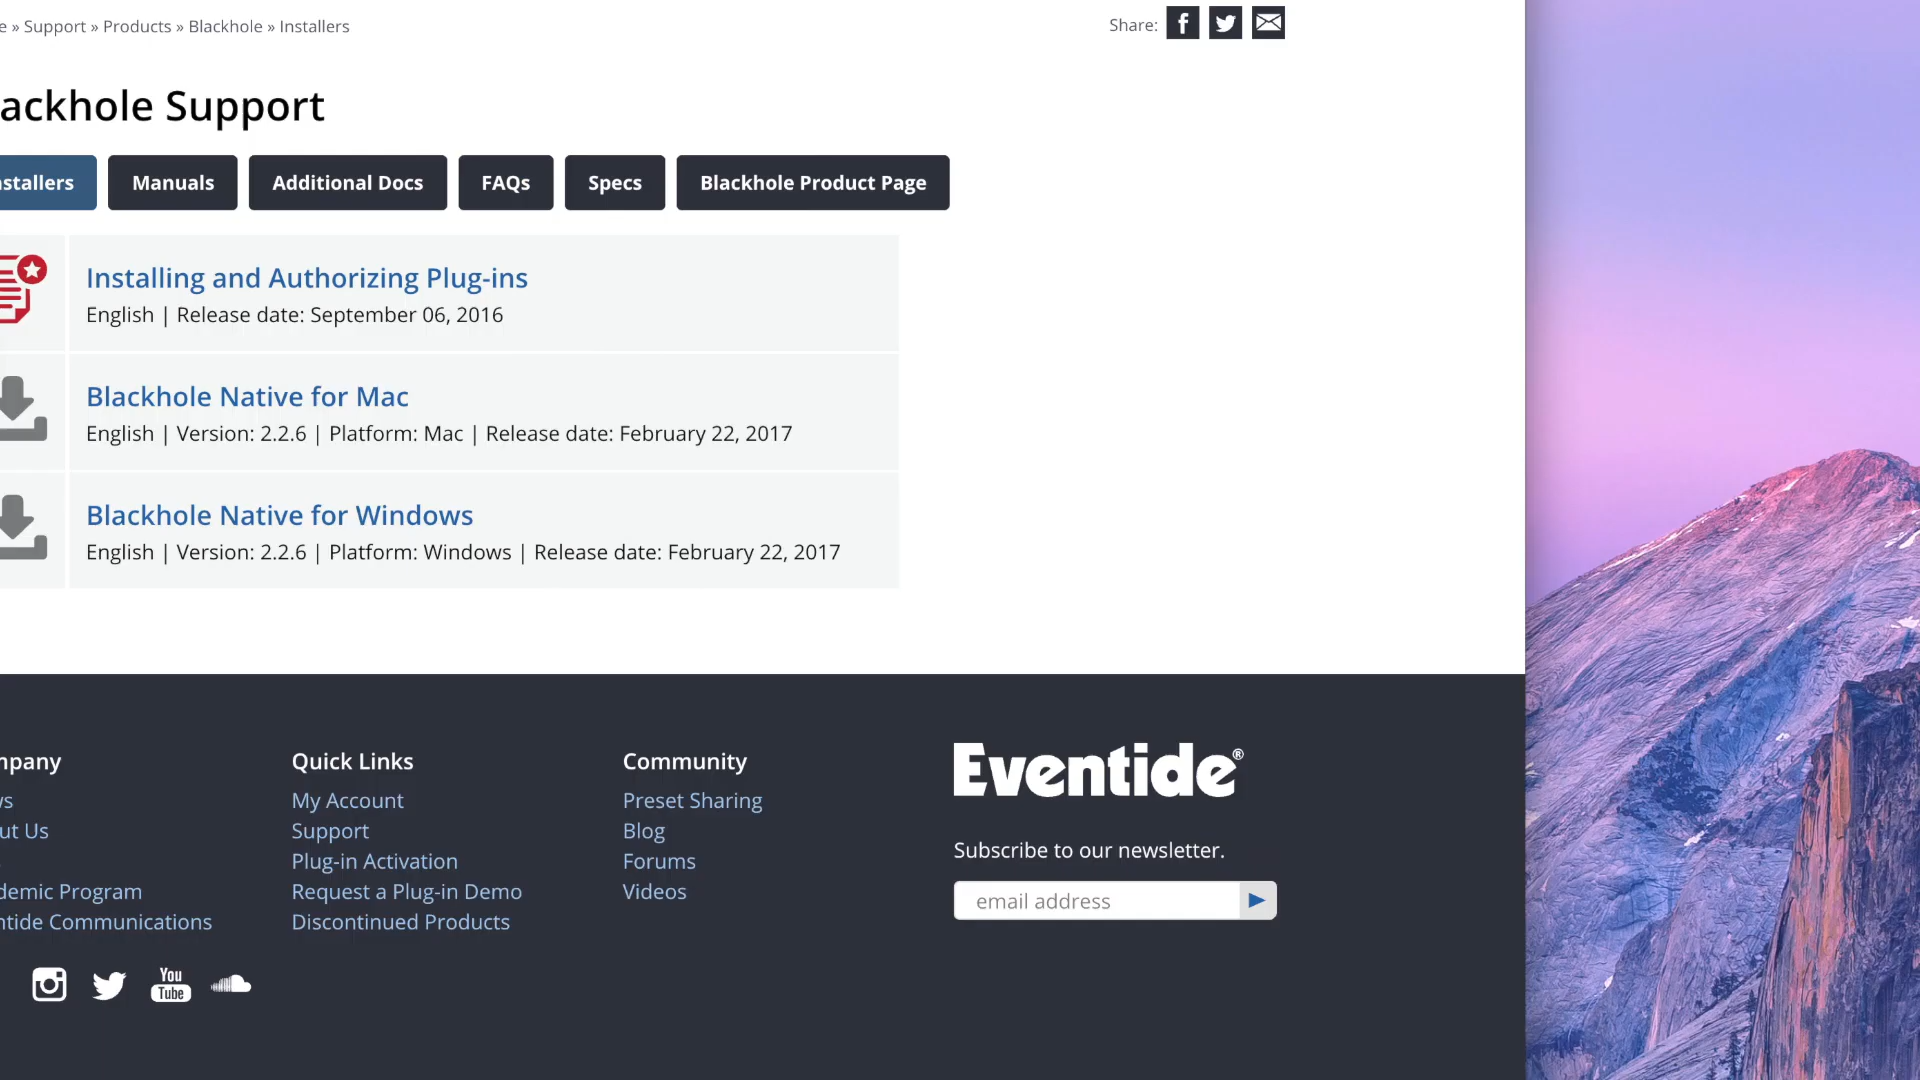 e » Support » Products » Blackhole » Installers
Share:
ackhole Support
stallers
Manuals
Additional Docs
FAQs
Specs
Blackhole Product Page
Installing and Authorizing Plug-ins
English | Release date: September 06, 2016
Blackhole Native for Mac
English | Version: 2.2.6 | Platform: Mac | Release date: February 22, 2017
Blackhole Native for Windows
English | Version: 2.2.6 | Platform: Windows | Release date: February 22, 2017
mpany
vs
ut Us
demic Program
ntide Communications
You
Tube
Quick Links
My Account
Support
Plug-in Activation
Request a Plug-in Demo
Discontinued Products
Community
Preset Sharing
Blog
Forums
Videos
Eventide®
Subscribe to our newsletter.
email address